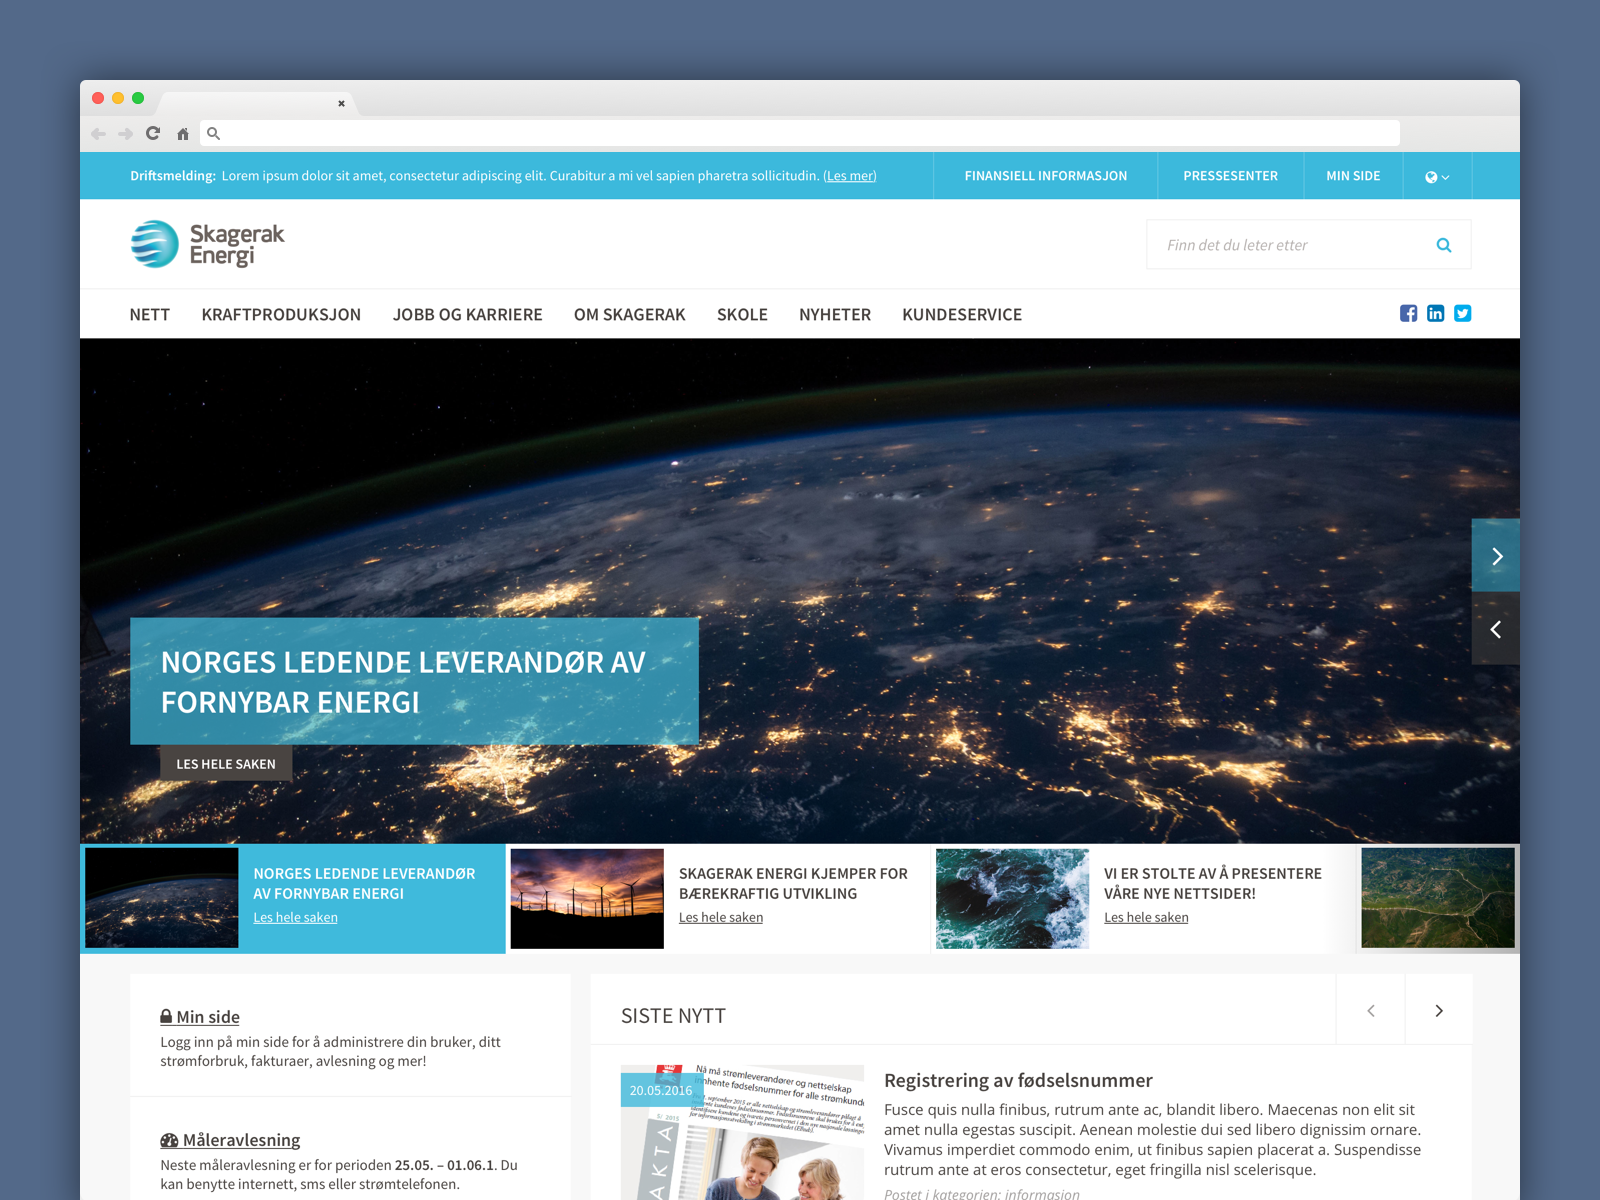 Driftsmelding: Lorem ipsum dolor sit amet, consectetur adipiscing elit. Curabitur a mi vel sapien pharetra sollicitudin. (Les mer)
FINANSIELL INFORMASJON
PRESSESENTER
MIN SIDE
Skagerak
Energi
Finn det du leter etter
NETT
KRAFTPRODUKSJON
JOBB OG KARRIERE
OM SKAGERAK
SKOLE
NYHETER
KUNDESERVICE
NORGES LEDENDE LEVERANDØR AV
FORNYBAR ENERGI
LES HELE SAKEN
NORGES LEDENDE LEVERANDØR
AV FORNYBAR ENERGI
Les hele saken
SKAGERAK ENERGI KJEMPER FOR
BÆREKRAFTIG UTVIKLING
Les hele saken
VI ER STOLTE AV Å PRESENTERE
VÅRE NYE NETTSIDER!
Les hele saken
Min side
Logg inn på min side for å administrere din bruker, ditt
strømforbruk, fakturaer, avlesning og mer!
Måleravlesning
Neste måleravlesning er for perioden 25.05. – 01.06.1. Du
kan benytte internett, sms eller strømtelefonen.
SISTE NYTT
20.05.2016
Nå må strømleverandører og nettselskap
innhente fødselsnummer for alle strømkunde
AKTA
Registrering av fødselsnummer
Fusce quis nulla finibus, rutrum ante ac, blandit libero. Maecenas non elit sit
amet nulla egestas suscipit. Aenean molestie dui sed libero dignissim ornare.
Vivamus imperdiet commodo enim, ut finibus sapien placerat a. Suspendisse
rutrum ante at eros consectetur, eget fringilla nisl scelerisque.
Postet i kategorien: informasjon